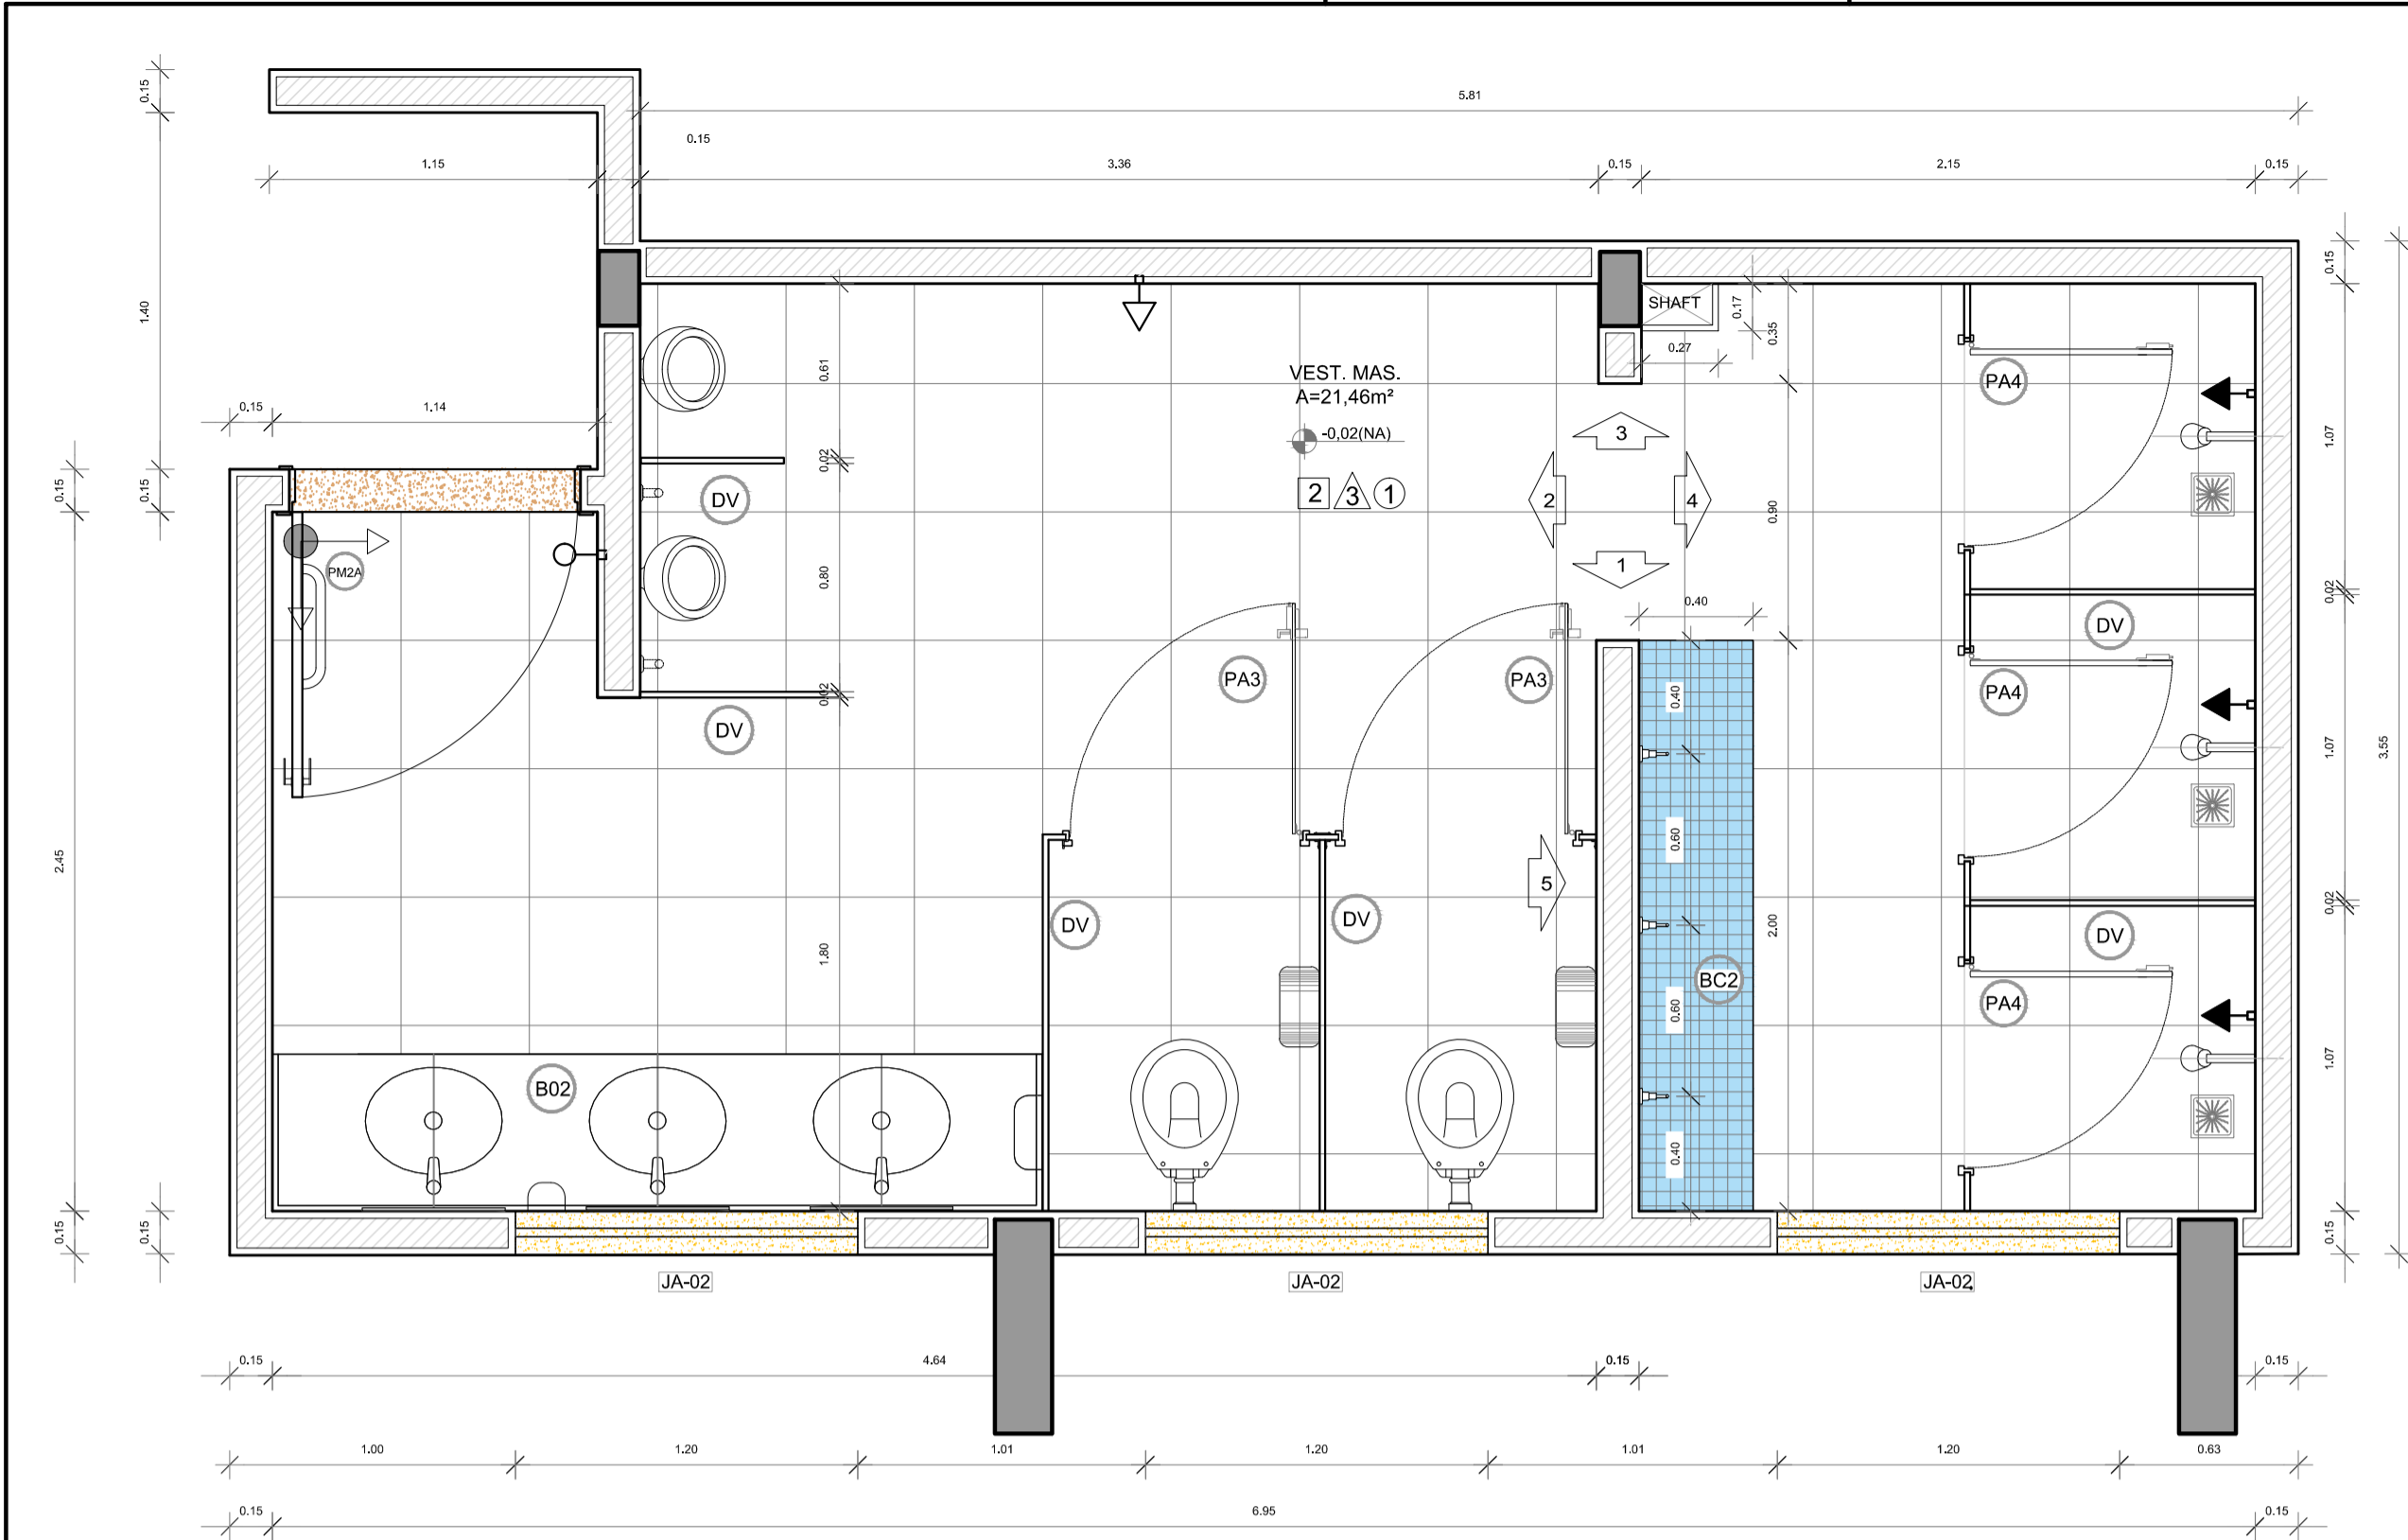 0.15
5.81
0.15
1.15
3.36
0.15
2.15
0.15
1.40
0.15
SHAFT
0.17
0.35
0.27
0.61
VEST. MAS.
A=21,46m²
-0,02(NA)
2
3
1
PA4
0.15
1.14
3
2
4
1
1.07
0.15
0.15
0.02
DV
0.90
PM2A
0.80
0.40
0.02
DV
PA3
PA3
0.02
DV
0.40
PA4
1.07
3.55
0.60
2.45
5
DV
DV
1.80
2.00
0.02
DV
BC2
PA4
0.60
1.07
B02
0.40
0.15
0.15
0.15
JA-02
JA-02
JA-02
0.15
4.64
0.15
0.15
1.00
1.20
1.01
1.20
1.01
1.20
0.63
0.15
6.95
0.15